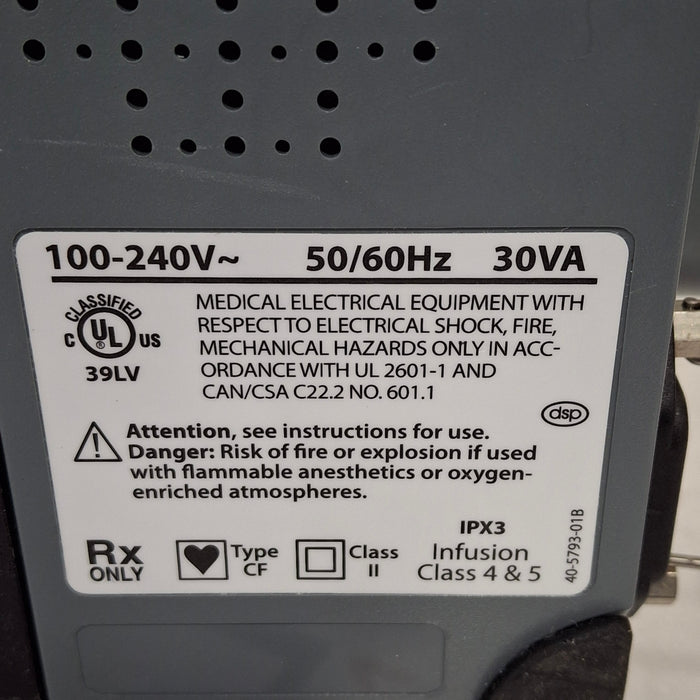 100-240V~ 50/60Hz 30VA
CLASSIFIED
C UL ® US
39LV
MEDICAL ELECTRICAL EQUIPMENT WITH
RESPECT TO ELECTRICAL SHOCK, FIRE,
MECHANICAL HAZARDS ONLY IN ACC-
ORDANCE WITH UL 2601-1 AND
CAN/CSA C22.2 NO. 601.1
dsp
Attention, see instructions for use.
Danger: Risk of fire or explosion if used
with flammable anesthetics or oxygen-
enriched atmospheres.
Rx
ONLY
Type
CF
Class
II
IPX3
Infusion
Class 4 & 5
40-5793-01B